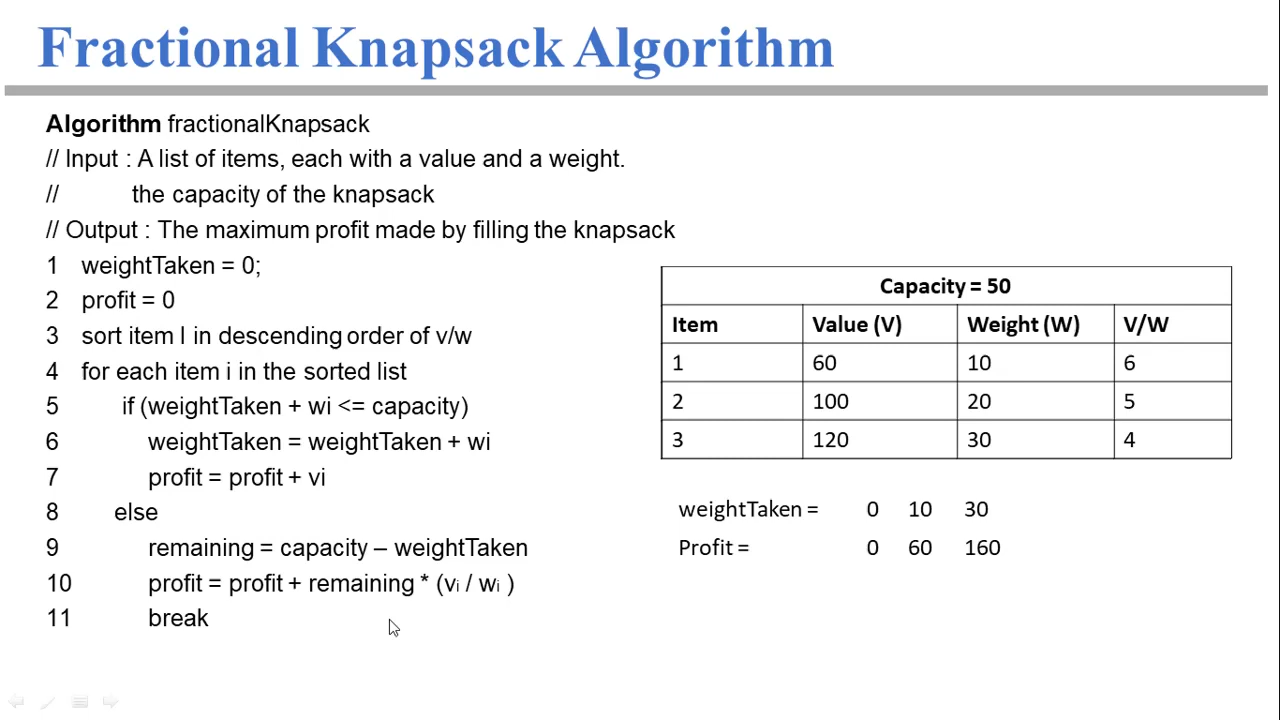 Fractional Knapsack Algorithm
Algorithm fractionalKnapsack
// Input : A list of items, each with a value and a weight.
// the capacity of the knapsack
// Output : The maximum profit made by filling the knapsack
1 weightTaken = 0;
2 profit = 0
3 sort item I in descending order of v/w
4 for each item i in the sorted list
5 if (weightTaken + wi <= capacity)
6 weightTaken = weightTaken + wi
7 profit = profit + vi
8 else
9 remaining = capacity – weightTaken
10 profit = profit + remaining * (vi / wi )
11 break
Capacity = 50
Item Value (V) Weight (W) V/W
1 60 10 6
2 100 20 5
3 120 30 4
weightTaken = 0 10 30
Profit = 0 60 160